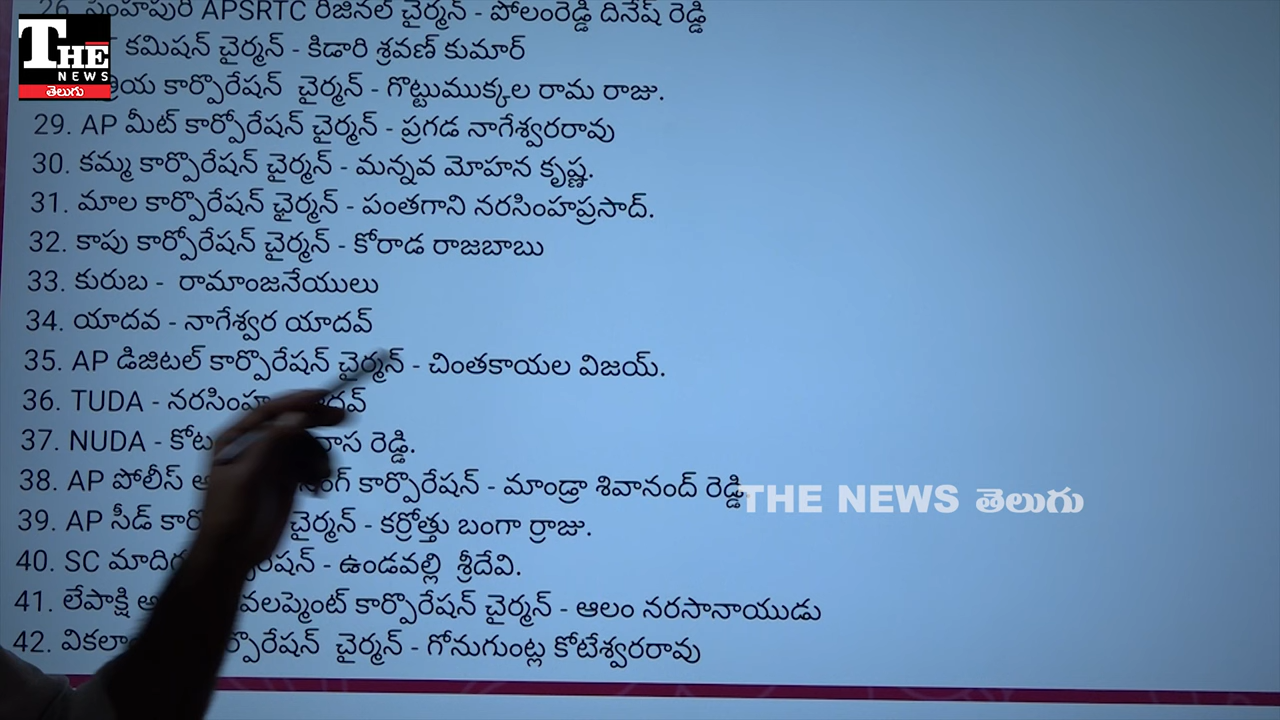 26. సింహపురి APSRTC రీజినల్ చైర్మన్ - పోలంరెడ్డి దినేష్ రెడ్డి
కమిషన్ చైర్మన్ - కిడారి శ్రవణ్ కుమార్
కార్పొరేషన్ చైర్మన్ - గొట్టుముక్కల రామ రాజు.
29. AP మీట్ కార్పోరేషన్ చైర్మన్ - ప్రగడ నాగేశ్వరరావు
30. కమ్మ కార్పొరేషన్ చైర్మన్ - మన్నవ మోహన కృష్ణ.
31. మాల కార్పొరేషన్ ఛైర్మన్ - పంతగాని నరసింహప్రసాద్.
32. కాపు కార్పోరేషన్ చైర్మన్ - కోరాడ రాజబాబు
33. కురుబ - రామాంజనేయులు
34. యాదవ - నాగేశ్వర యాదవ్
35. AP డిజిటల్ కార్పొరేషన్ చైర్మన్ - చింతకాయల విజయ్.
36. TUDA - నరసింహ
37. NUDA - రెడ్డి.
38. AP పోలీస్ కార్పొరేషన్ - మాండ్రా శివానంద్ రెడ్డి
39. AP సీడ్ చైర్మన్ - కర్రోత్తు బంగా ర్రాజు.
40. SC - ఉండవల్లి శ్రీదేవి.
41. లేపాక్షి కార్పొరేషన్ చైర్మన్ - ఆలం నరసానాయుడు
42. చైర్మన్ - గోనుగుంట్ల కోటేశ్వరరావు
THE NEWS తెలుగు
THE NEWS తెలుగు